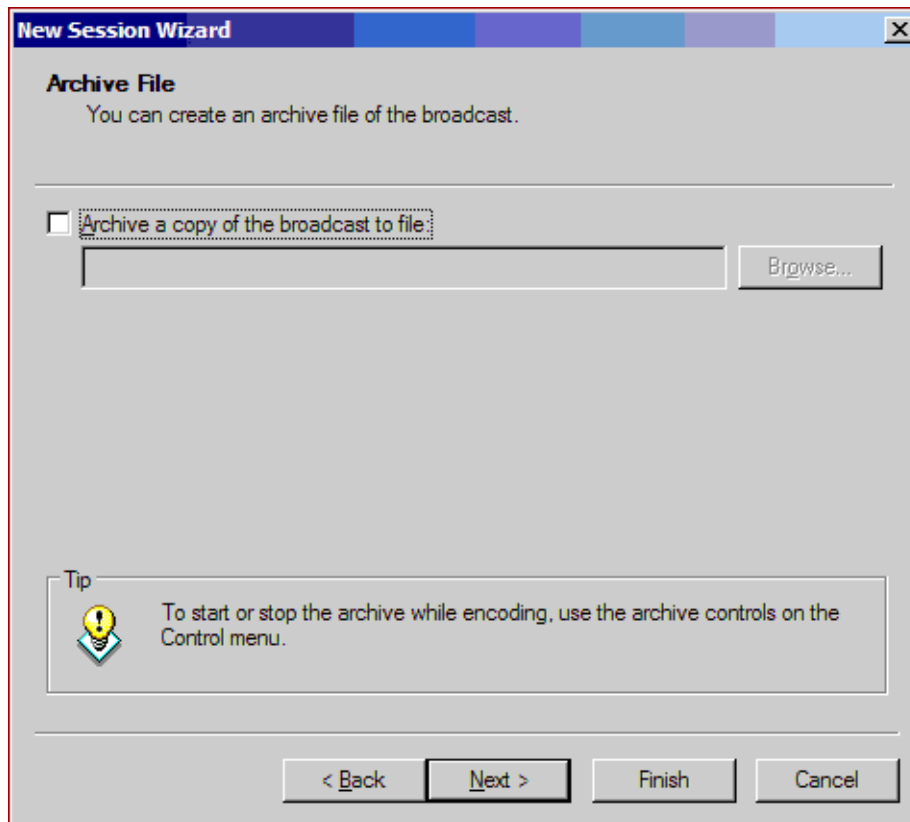 New Session Wizard
Archive File
You can create an archive file of the broadcast.
Archive a copy of the broadcast to file:
Browse...
Tip
To start or stop the archive while encoding, use the archive controls on the
Control menu.
< Back
Next >
Finish
Cancel